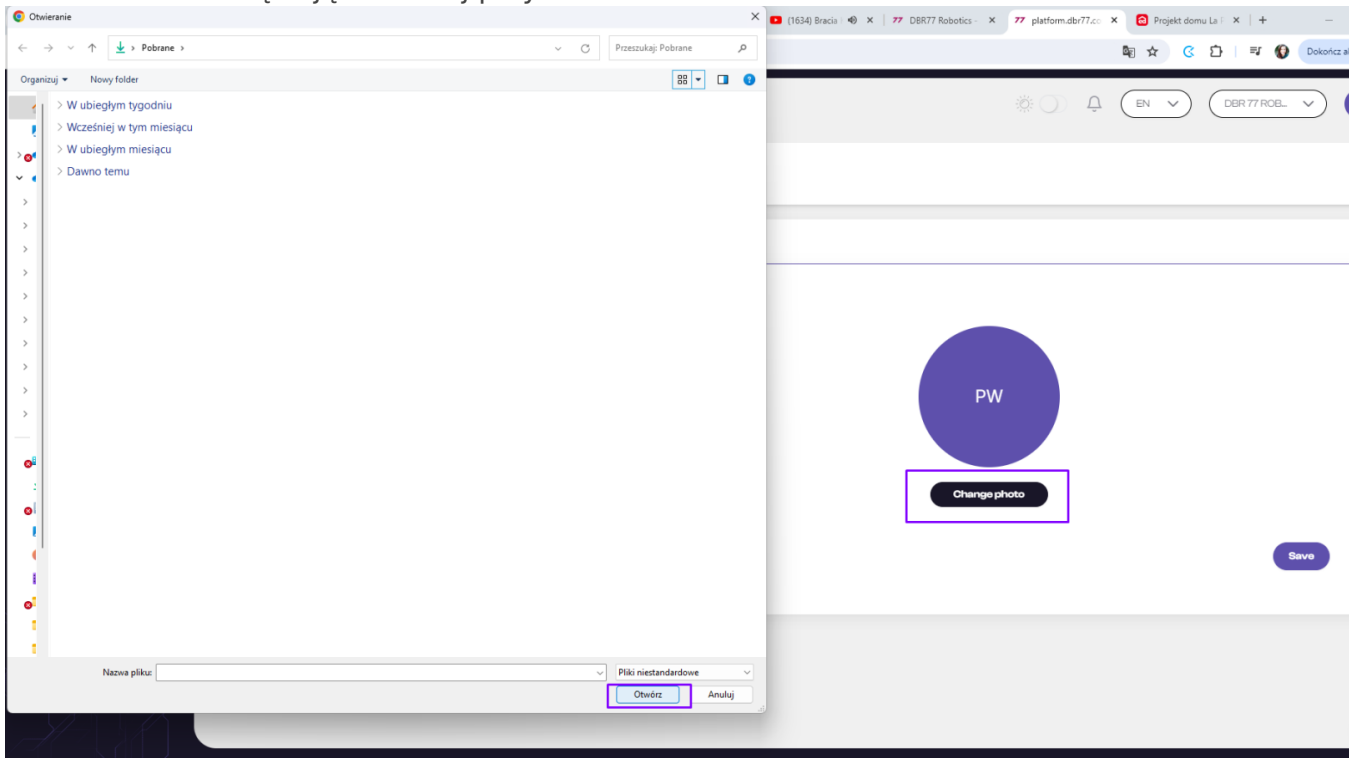 Otwieranie
(1634) Bracia
DBR77 Robotics -
platform.dbr77.co
Projekt domu La F
Pobrane
Przeszukaj: Pobrane
Dokończ ak
Organizuj
Nowy folder
W ubiegłym tygodniu
Wcześniej w tym miesiącu
W ubiegłym miesiącu
Dawno temu
EN
DBR 77 ROB...
PW
Change photo
Save
Nazwa pliku:
Pliki niestandardowe
Otwórz
Anuluj